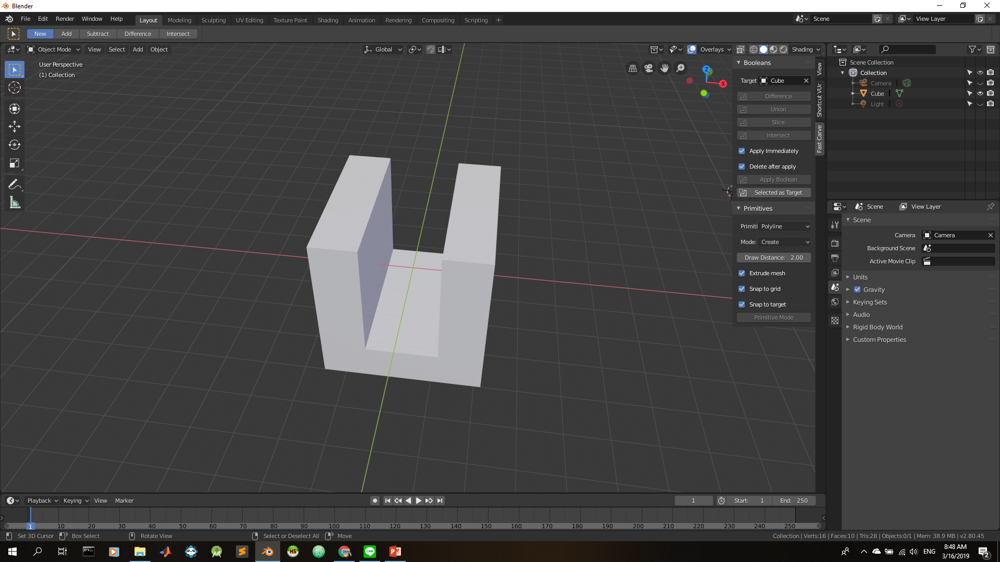 Blender
File Edit Render Window Help Layout Modeling Sculpting UV Editing Texture Paint Shading Animation Rendering Compositing Scripting + Scene View Layer
New Add Subtract Difference Intersect
Object Mode View Select Add Object Global Overlays Shading
User Perspective
(1) Collection
Z
X
Booleans
Target Cube
Difference
Union
Slice
Intersect
Apply Immediately
Delete after apply
Apply Boolean
Selected as Target
Primitives
Primiti Polyline
Mode: Create
Draw Distance: 2.00
Extrude mesh
Snap to grid
Snap to target
Primitive Mode
View
Shortcut VUr
Fast Carve
Scene Collection
Collection
Camera
Cube
Light
Scene View Layer
Scene
Camera Camera
Background Scene
Active Movie Clip
Units
Gravity
Keying Sets
Audio
Rigid Body World
Custom Properties
Playback Keying View Marker 1 Start: 1 End: 250
1 10 20 30 40 50 60 70 80 90 100 110 120 130 140 150 160 170 180 190 200 210 220 230 240 250
Set 3D Cursor Box Select Rotate View Select or Deselect All Move Collection | Verts:16 | Faces:10 | Tris:28 | Objects:0/1 | Mem: 38.9 MB | v2.80.45
HS ENG 8:48 AM
3/16/2019
2